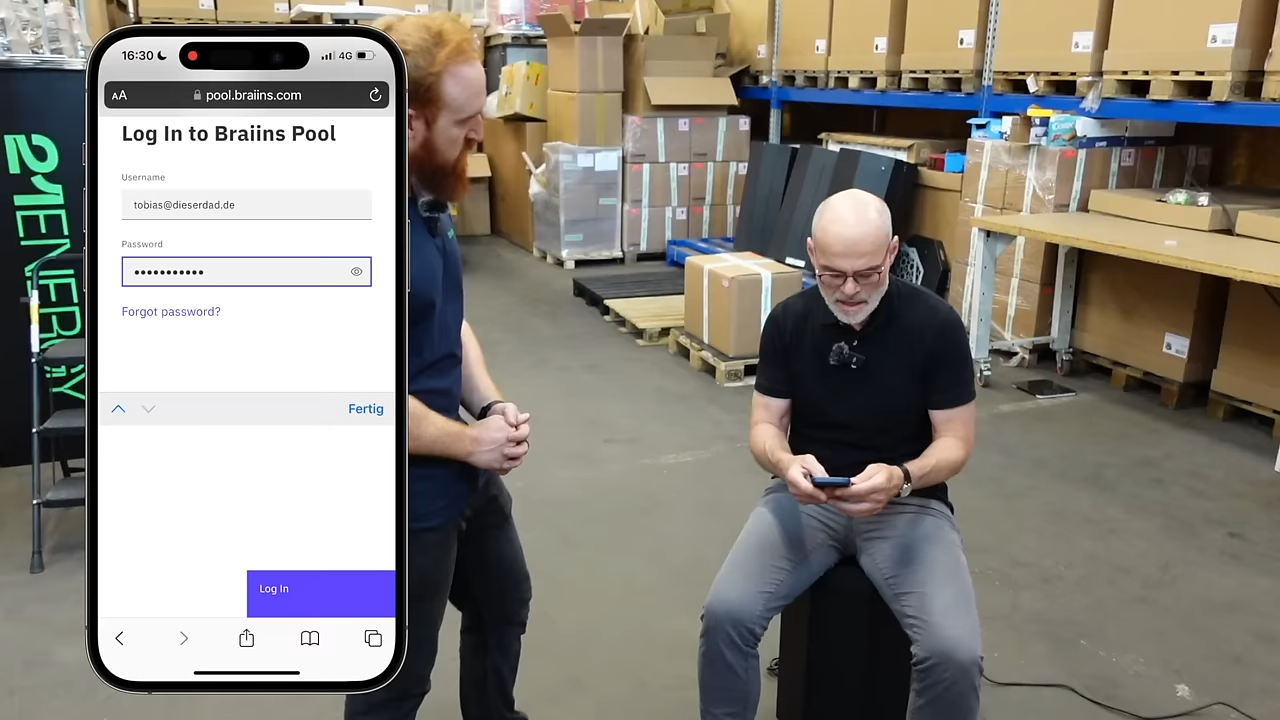 16:30
4G
AA
pool.braiins.com
Log In to Braiins Pool
Username
tobias@dieserdad.de
Password
•••••••••••
Forgot password?
Fertig
Log In
21ENERGY